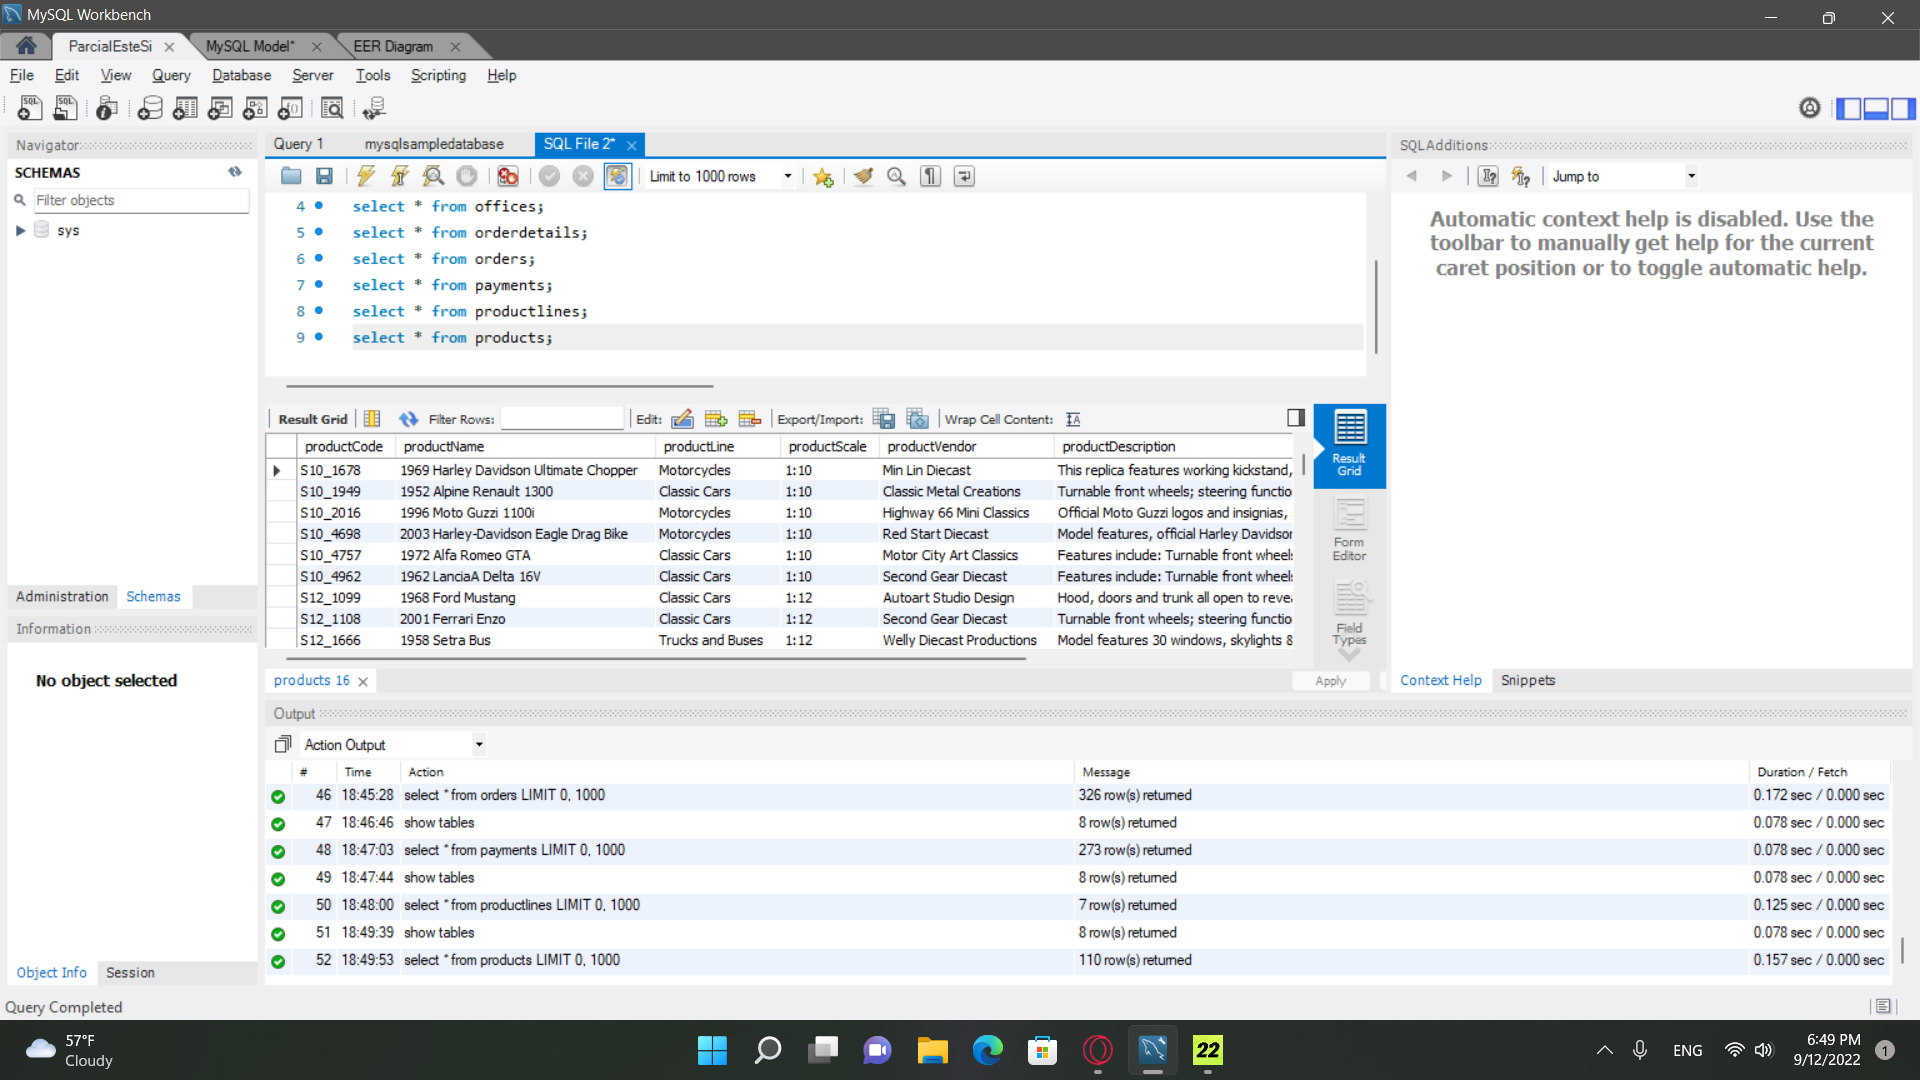 MySQL Workbench
ParcialEsteSi
MySQL Model*
EER Diagram
File Edit View Query Database Server Tools Scripting Help
Navigator
SCHEMAS
Filter objects
sys
Administration Schemas
Information
No object selected
Object Info Session
Query 1 mysqlsampledatabase SQL File 2*
Limit to 1000 rows
4 select * from offices;
5 select * from orderdetails;
6 select * from orders;
7 select * from payments;
8 select * from productlines;
9 select * from products;
Result Grid Filter Rows: Edit: Export/Import: Wrap Cell Content:
productCode productName productLine productScale productVendor productDescription
S10_1678 1969 Harley Davidson Ultimate Chopper Motorcycles 1:10 Min Lin Diecast This replica features working kickstand,
S10_1949 1952 Alpine Renault 1300 Classic Cars 1:10 Classic Metal Creations Turnable front wheels; steering functio
S10_2016 1996 Moto Guzzi 1100i Motorcycles 1:10 Highway 66 Mini Classics Official Moto Guzzi logos and insignias,
S10_4698 2003 Harley-Davidson Eagle Drag Bike Motorcycles 1:10 Red Start Diecast Model features, official Harley Davidsor
S10_4757 1972 Alfa Romeo GTA Classic Cars 1:10 Motor City Art Classics Features include: Turnable front wheel
S10_4962 1962 LanciaA Delta 16V Classic Cars 1:10 Second Gear Diecast Features include: Turnable front wheel
S12_1099 1968 Ford Mustang Classic Cars 1:12 Autoart Studio Design Hood, doors and trunk all open to reve
S12_1108 2001 Ferrari Enzo Classic Cars 1:12 Second Gear Diecast Turnable front wheels; steering functio
S12_1666 1958 Setra Bus Trucks and Buses 1:12 Welly Diecast Productions Model features 30 windows, skylights &
Result Grid
Form Editor
Field Types
products 16
Apply
SQLAdditions
Jump to
Automatic context help is disabled. Use the
toolbar to manually get help for the current
caret position or to toggle automatic help.
Context Help Snippets
Output
Action Output
# Time Action Message Duration / Fetch
46 18:45:28 select * from orders LIMIT 0, 1000 326 row(s) returned 0.172 sec / 0.000 sec
47 18:46:46 show tables 8 row(s) returned 0.078 sec / 0.000 sec
48 18:47:03 select * from payments LIMIT 0, 1000 273 row(s) returned 0.078 sec / 0.000 sec
49 18:47:44 show tables 8 row(s) returned 0.078 sec / 0.000 sec
50 18:48:00 select * from productlines LIMIT 0, 1000 7 row(s) returned 0.125 sec / 0.000 sec
51 18:49:39 show tables 8 row(s) returned 0.078 sec / 0.000 sec
52 18:49:53 select * from products LIMIT 0, 1000 110 row(s) returned 0.157 sec / 0.000 sec
Query Completed
57°F
Cloudy
22
ENG
6:49 PM
9/12/2022
1